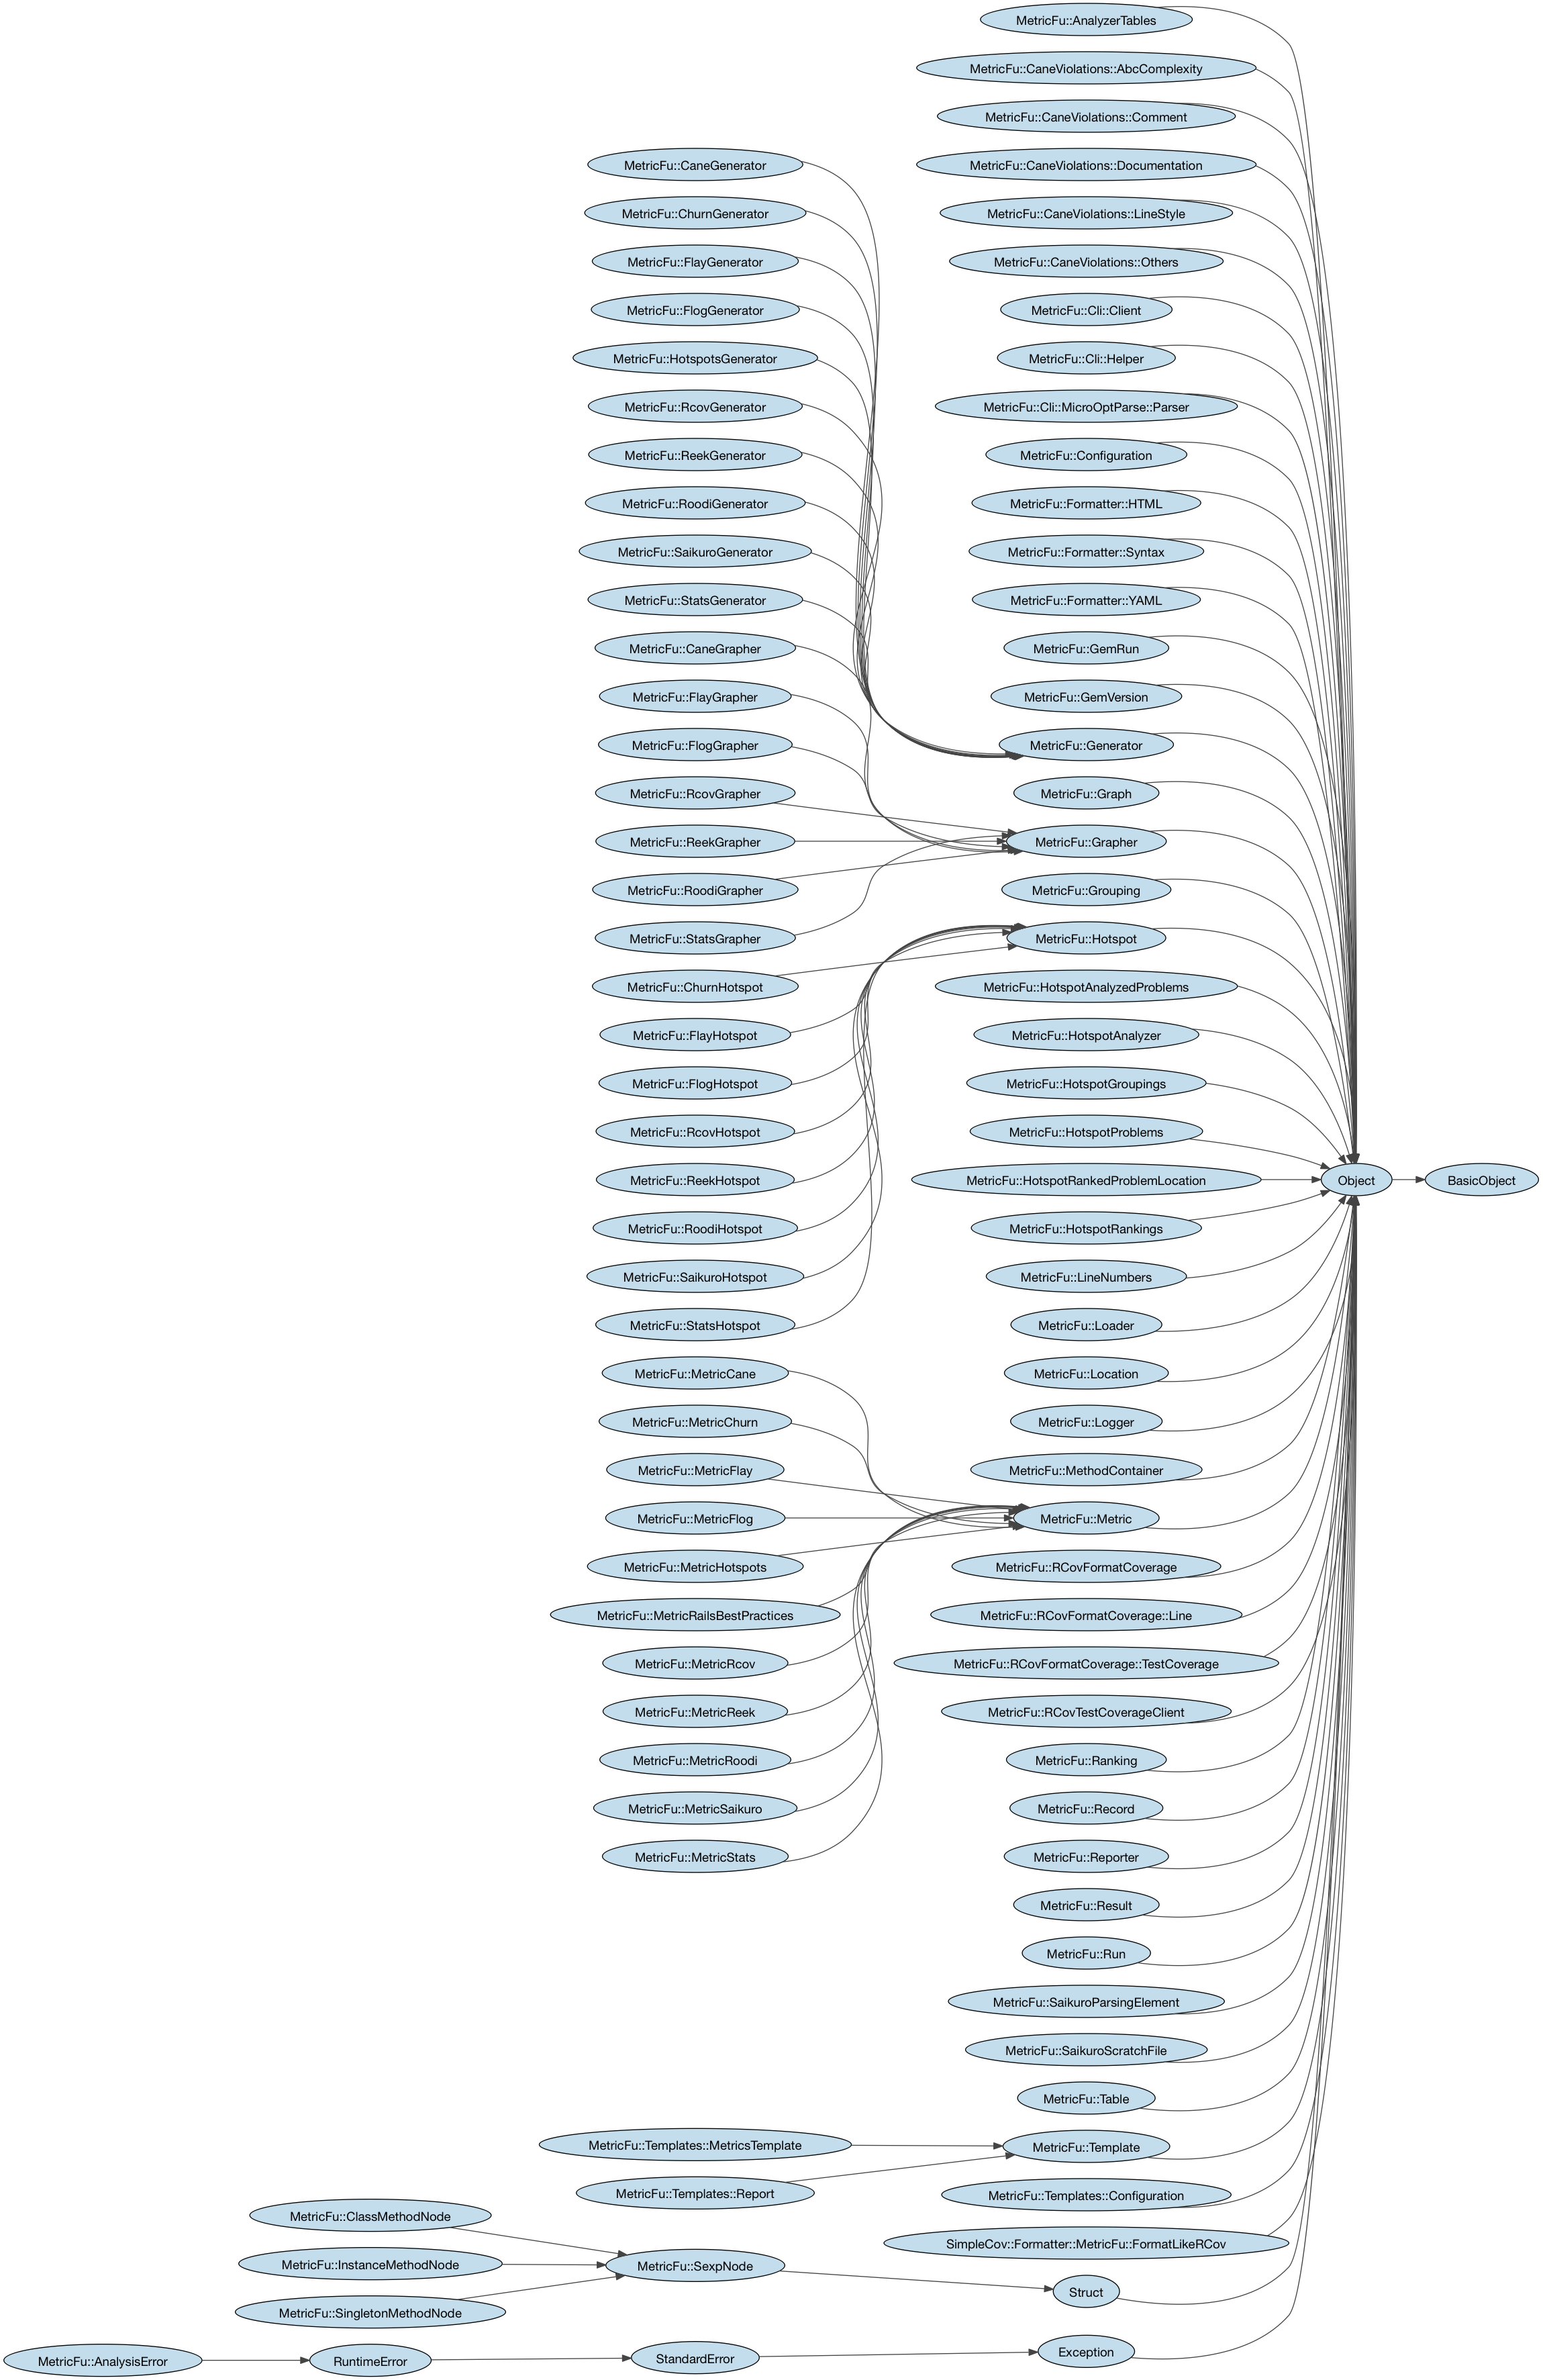 MetricFu::AnalyzerTables
MetricFu::CaneViolations::AbcComplexity
MetricFu::CaneViolations::Comment
MetricFu::CaneGenerator
MetricFu::CaneViolations::Documentation
MetricFu::ChurnGenerator
MetricFu::CaneViolations::LineStyle
MetricFu::FlayGenerator
MetricFu::CaneViolations::Others
MetricFu::FlogGenerator
MetricFu::Cli::Client
MetricFu::HotspotsGenerator
MetricFu::Cli::Helper
MetricFu::RcovGenerator
MetricFu::Cli::MicroOptParse::Parser
MetricFu::ReekGenerator
MetricFu::Configuration
MetricFu::RoodiGenerator
MetricFu::Formatter::HTML
MetricFu::SaikuroGenerator
MetricFu::Formatter::Syntax
MetricFu::StatsGenerator
MetricFu::Formatter::YAML
MetricFu::CaneGrapher
MetricFu::GemRun
MetricFu::FlayGrapher
MetricFu::GemVersion
MetricFu::FlogGrapher
MetricFu::Generator
MetricFu::RcovGrapher
MetricFu::Graph
MetricFu::ReekGrapher
MetricFu::Grapher
MetricFu::RoodiGrapher
MetricFu::Grouping
MetricFu::StatsGrapher
MetricFu::Hotspot
MetricFu::ChurnHotspot
MetricFu::HotspotAnalyzedProblems
MetricFu::FlayHotspot
MetricFu::HotspotAnalyzer
MetricFu::FlogHotspot
MetricFu::HotspotGroupings
MetricFu::RcovHotspot
MetricFu::HotspotProblems
MetricFu::ReekHotspot
MetricFu::HotspotRankedProblemLocation
Object
BasicObject
MetricFu::RoodiHotspot
MetricFu::HotspotRankings
MetricFu::SaikuroHotspot
MetricFu::LineNumbers
MetricFu::StatsHotspot
MetricFu::Loader
MetricFu::MetricCane
MetricFu::Location
MetricFu::MetricChurn
MetricFu::Logger
MetricFu::MetricFlay
MetricFu::MethodContainer
MetricFu::MetricFlog
MetricFu::Metric
MetricFu::MetricHotspots
MetricFu::RCovFormatCoverage
MetricFu::MetricRailsBestPractices
MetricFu::RCovFormatCoverage::Line
MetricFu::MetricRcov
MetricFu::RCovFormatCoverage::TestCoverage
MetricFu::MetricReek
MetricFu::RCovTestCoverageClient
MetricFu::MetricRoodi
MetricFu::Ranking
MetricFu::MetricSaikuro
MetricFu::Record
MetricFu::MetricStats
MetricFu::Reporter
MetricFu::Result
MetricFu::Run
MetricFu::SaikuroParsingElement
MetricFu::SaikuroScratchFile
MetricFu::Table
MetricFu::Templates::MetricsTemplate
MetricFu::Template
MetricFu::Templates::Report
MetricFu::Templates::Configuration
MetricFu::ClassMethodNode
SimpleCov::Formatter::MetricFu::FormatLikeRCov
MetricFu::InstanceMethodNode
MetricFu::SexpNode
Struct
MetricFu::SingletonMethodNode
MetricFu::AnalysisError
RuntimeError
StandardError
Exception